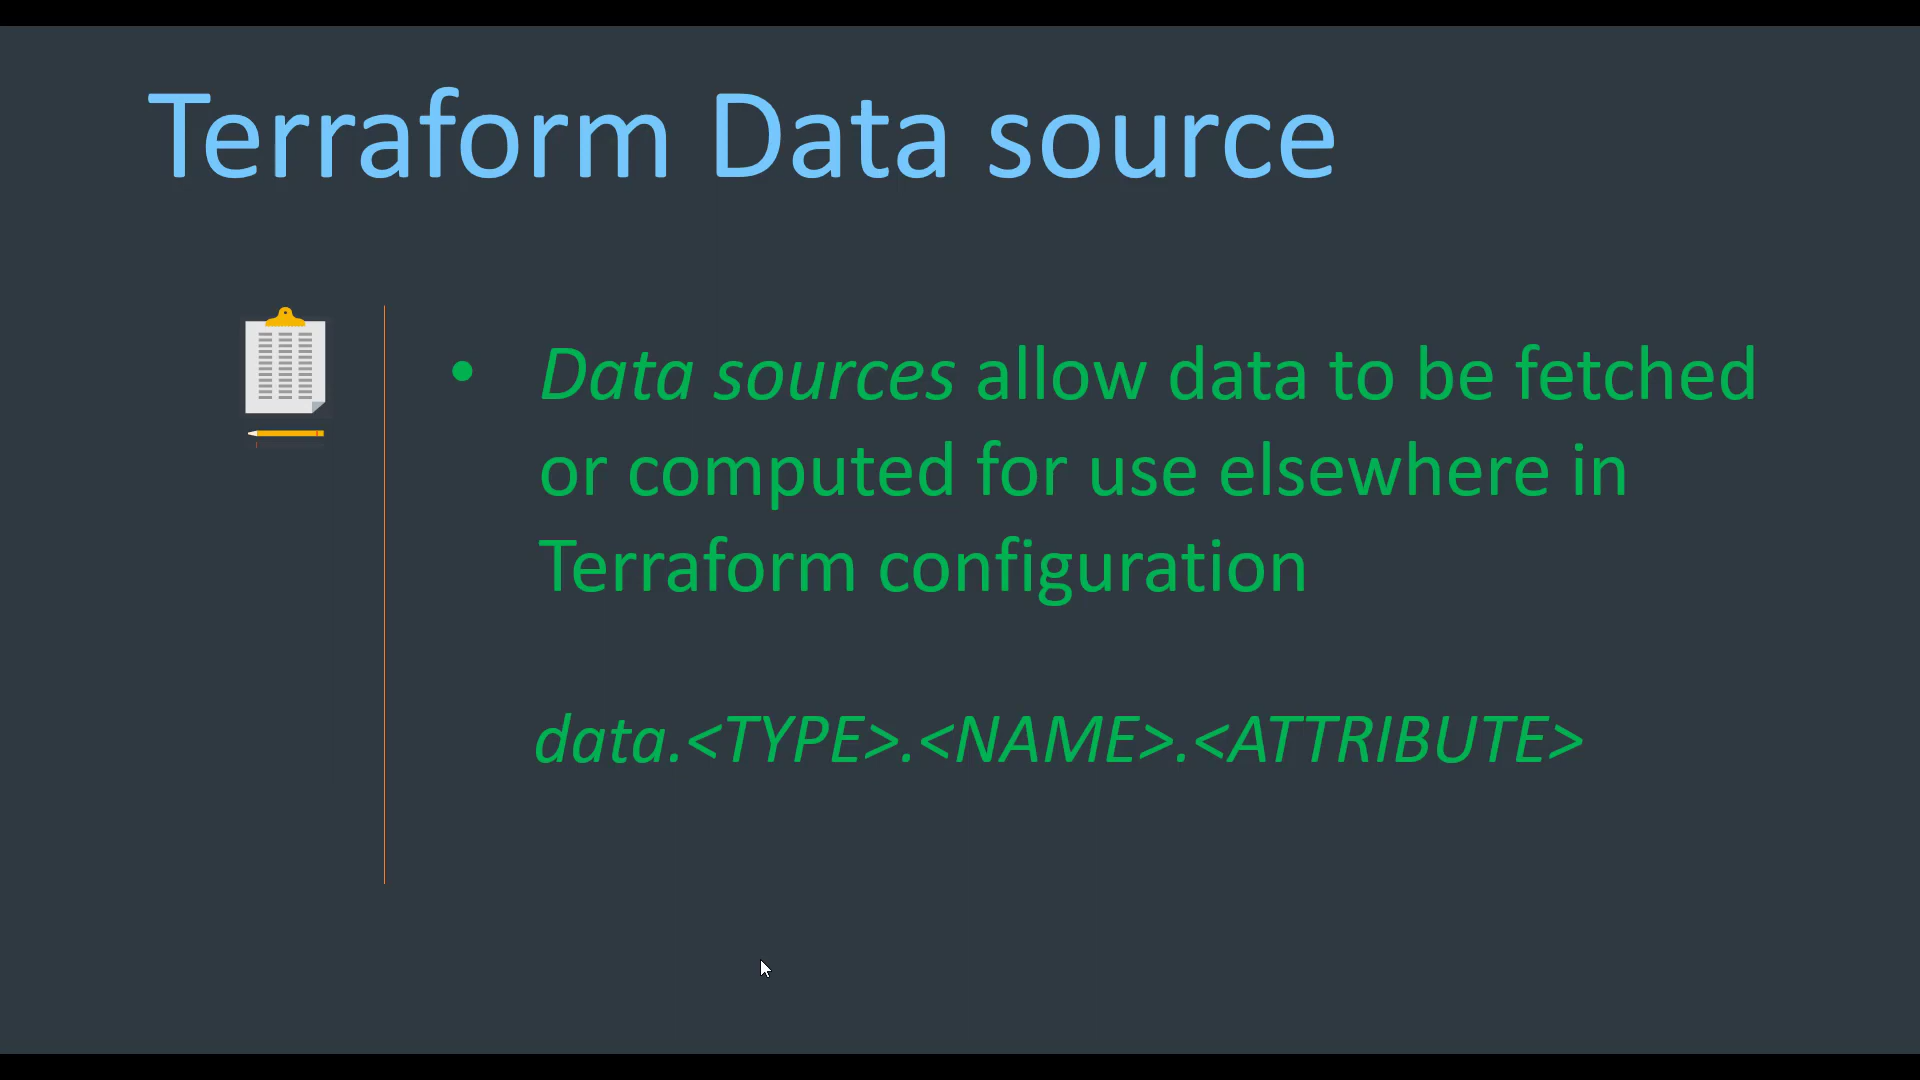 Terraform Data source
• Data sources allow data to be fetched
or computed for use elsewhere in
Terraform configuration
data.<TYPE>.<NAME>.<ATTRIBUTE>